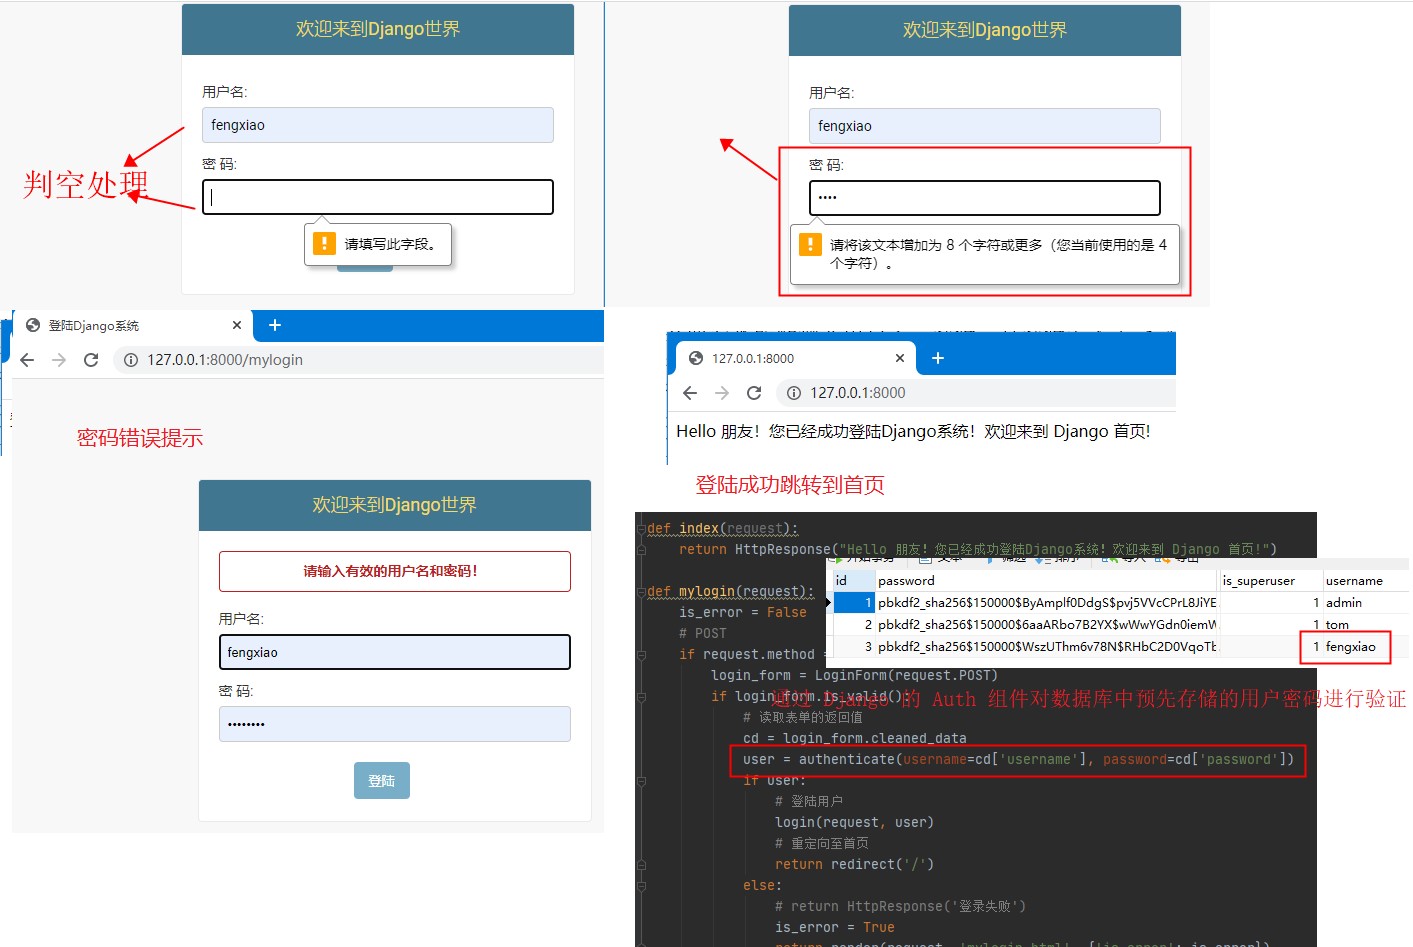 欢迎来到Django世界
用户名:
fengxiao
密 码:
判空处理
请填写此字段。
欢迎来到Django世界
用户名:
fengxiao
密 码:
••••
请将该文本增加为 8 个字符或更多（您当前使用的是 4
个字符）。
登陆Django系统
127.0.0.1:8000/mylogin
密码错误提示
欢迎来到Django世界
请输入有效的用户名和密码!
用户名:
fengxiao
密 码:
••••••••
登陆
127.0.0.1:8000
127.0.0.1:8000
Hello 朋友！您已经成功登陆Django系统！欢迎来到 Django 首页!
登陆成功跳转到首页
def index(request):
return HttpResponse("Hello 朋友！您已经成功登陆Django系统！欢迎来到 Django 首页!")
id password is_superuser username
1 pbkdf2_sha256$150000$ByAmplf0DdgS$pvj5VVcCPrL8JiYE 1 admin
2 pbkdf2_sha256$150000$6aaARbo7B2YX$wWwYGdn0iemW 1 tom
3 pbkdf2_sha256$150000$WszUThm6v78N$RHbC2D0VqoTb 1 fengxiao
def mylogin(request):
is_error = False
# POST
if request.method =
login_form = LoginForm(request.POST)
if login_form.is_valid()
通过 Django 的 Auth 组件对数据库中预先存储的用户密码进行验证
# 读取表单的返回值
cd = login_form.cleaned_data
user = authenticate(username=cd['username'], password=cd['password'])
if user:
# 登陆用户
login(request, user)
# 重定向至首页
return redirect('/')
else:
# return HttpResponse('登录失败')
is_error = True